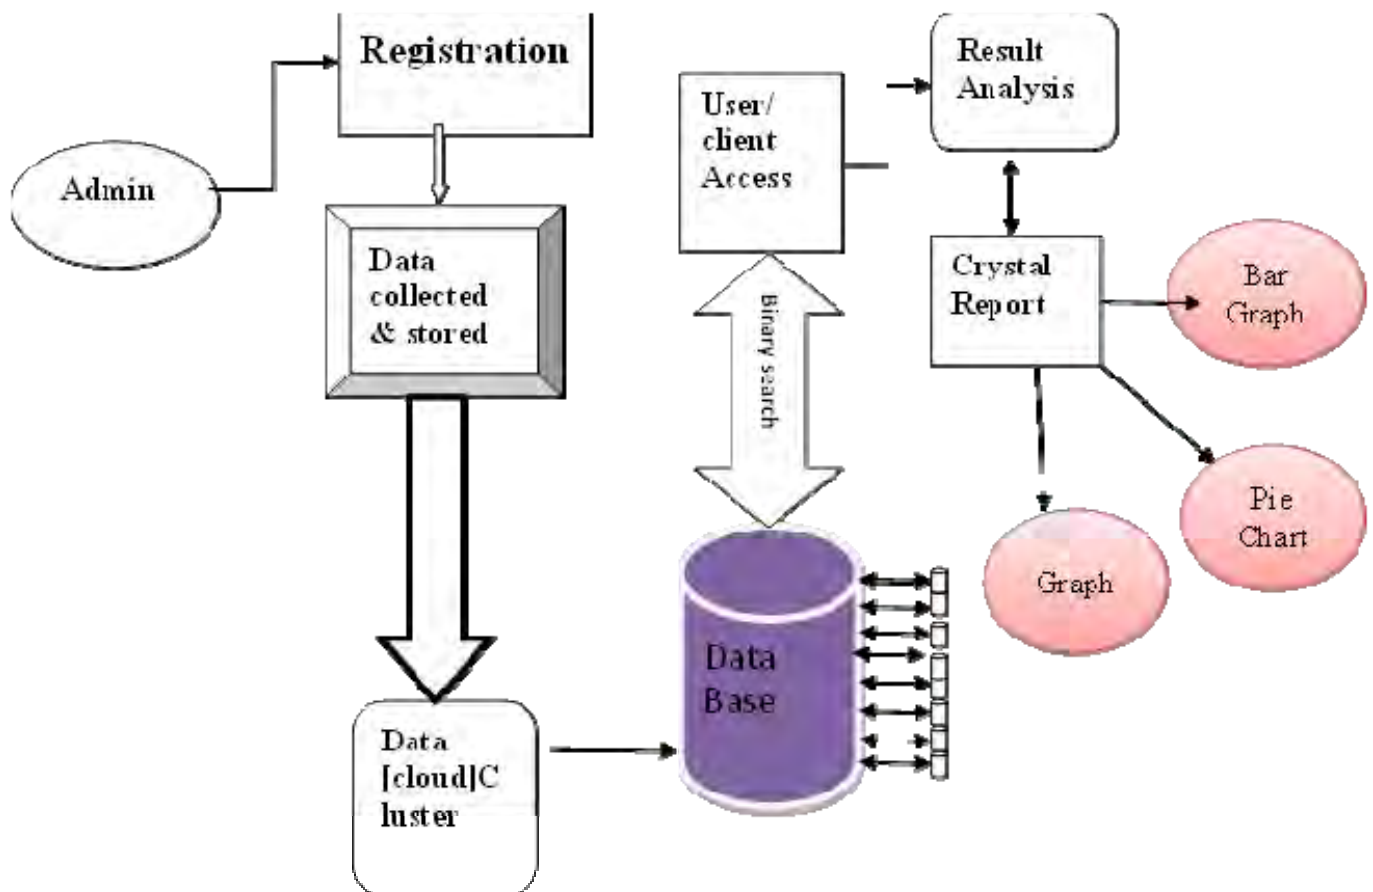 Registration
Admin
Data
collected
& stored
Data
[cloud]C
luster
User/
client
Access
Binary search
Data
Base
Result
Analysis
Crystal
Report
Bar
Graph
Pie
Chart
Graph